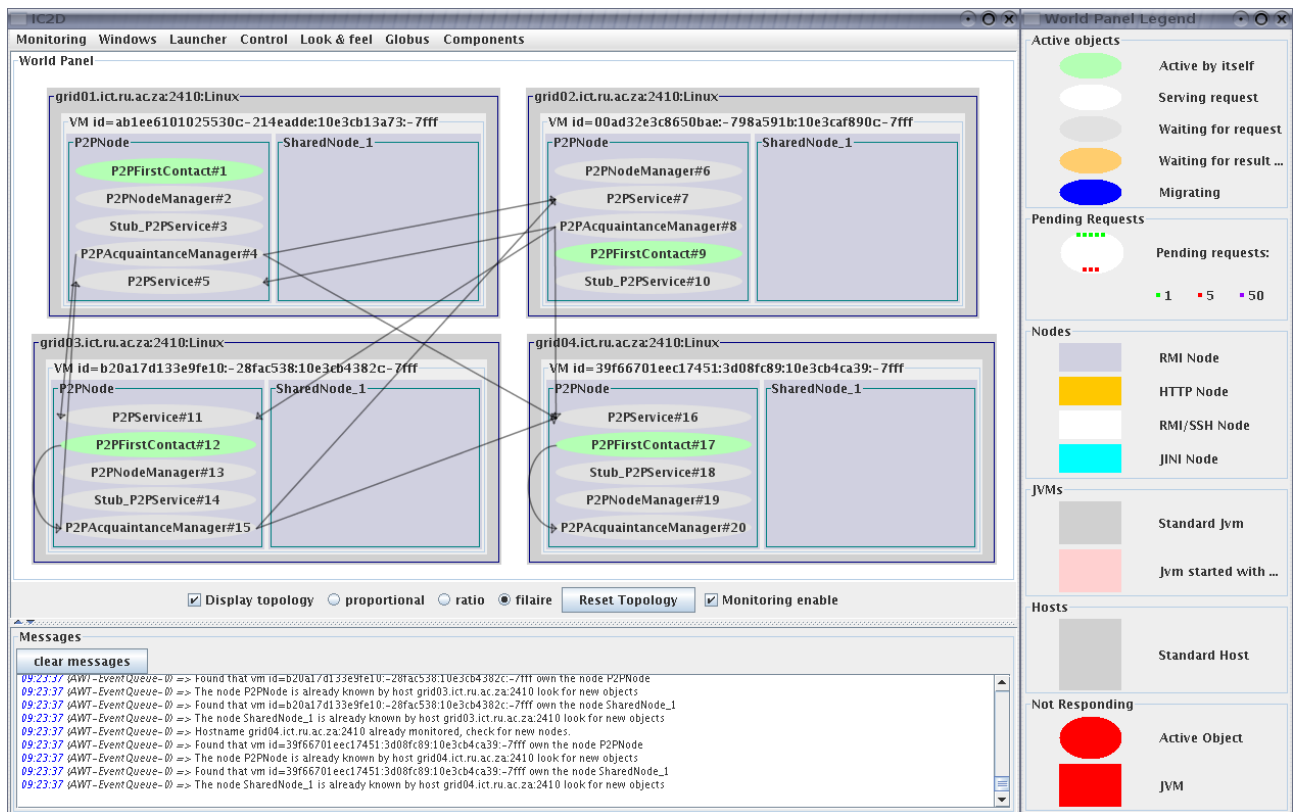 IC2D
Monitoring Windows Launcher Control Look & feel Globus Components
World Panel
grid01.ict.ru.ac.za:2410:Linux
VM id=ab1ee6101025530c:-214eadde:10e3cb13a73:-7fff
P2PNode SharedNode_1
P2PFirstContact#1
P2PNodeManager#2
Stub_P2PService#3
P2PAcquaintanceManager#4
P2PService#5
grid02.ict.ru.ac.za:2410:Linux
VM id=00ad32e3c8650bae:-798a591b:10e3caf890c:-7fff
P2PNode SharedNode_1
P2PNodeManager#6
P2PService#7
P2PAcquaintanceManager#8
P2PFirstContact#9
Stub_P2PService#10
grid03.ict.ru.ac.za:2410:Linux
VM id=b20a17d133e9fe10:-28fac538:10e3cb4382c:-7fff
P2PNode SharedNode_1
P2PService#11
P2PFirstContact#12
P2PNodeManager#13
Stub_P2PService#14
P2PAcquaintanceManager#15
grid04.ict.ru.ac.za:2410:Linux
VM id=39f66701eec17451:3d08fc89:10e3cb4ca39:-7fff
P2PNode SharedNode_1
P2PService#16
P2PFirstContact#17
Stub_P2PService#18
P2PNodeManager#19
P2PAcquaintanceManager#20
Display topology proportional ratio filaire Reset Topology Monitoring enable
Messages
clear messages
09:23:37 (AWT-EventQueue-0) => Found that vm id=b20a17d133e9fe10:-28fac538:10e3cb4382c:-7fff own the node P2PNode
09:23:37 (AWT-EventQueue-0) => The node P2PNode is already known by host grid03.ict.ru.ac.za:2410 look for new objects
09:23:37 (AWT-EventQueue-0) => Found that vm id=b20a17d133e9fe10:-28fac538:10e3cb4382c:-7fff own the node SharedNode_1
09:23:37 (AWT-EventQueue-0) => The node SharedNode_1 is already known by host grid03.ict.ru.ac.za:2410 look for new objects
09:23:37 (AWT-EventQueue-0) => Hostname grid04.ict.ru.ac.za:2410 already monitored, check for new nodes.
09:23:37 (AWT-EventQueue-0) => Found that vm id=39f66701eec17451:3d08fc89:10e3cb4ca39:-7fff own the node P2PNode
09:23:37 (AWT-EventQueue-0) => The node P2PNode is already known by host grid04.ict.ru.ac.za:2410 look for new objects
09:23:37 (AWT-EventQueue-0) => Found that vm id=39f66701eec17451:3d08fc89:10e3cb4ca39:-7fff own the node SharedNode_1
09:23:37 (AWT-EventQueue-0) => The node SharedNode_1 is already known by host grid04.ict.ru.ac.za:2410 look for new objects
World Panel Legend
Active objects
Active by itself
Serving request
Waiting for request
Waiting for result ...
Migrating
Pending Requests
Pending requests:
1 5 50
Nodes
RMI Node
HTTP Node
RMI/SSH Node
JINI Node
JVMs
Standard Jvm
Jvm started with ...
Hosts
Standard Host
Not Responding
Active Object
JVM